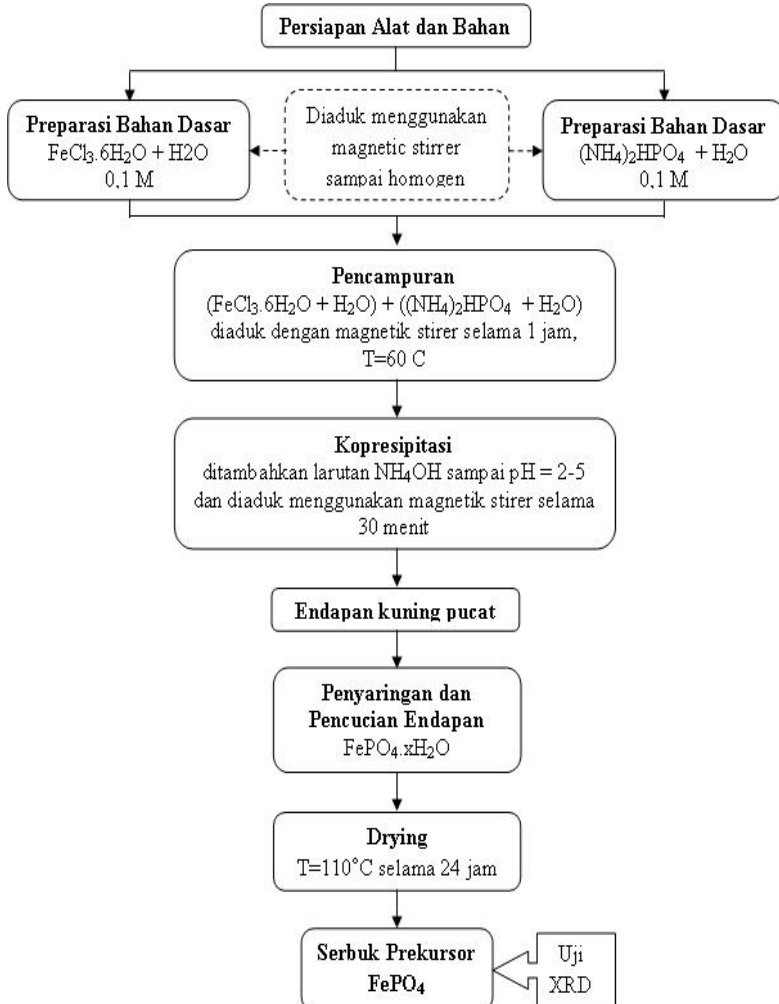 Persiapan Alat dan Bahan
Preparasi Bahan Dasar
FeCl₃.6H₂O + H2O
0,1 M
Diaduk menggunakan
magnetic stirrer
sampai homogen
Preparasi Bahan Dasar
(NH₄)₂HPO₄ + H₂O
0,1 M
Pencampuran
(FeCl₃.6H₂O + H₂O) + ((NH₄)₂HPO₄ + H₂O)
diaduk dengan magnetik stirer selama 1 jam,
T=60 C
Kopresipitasi
ditambahkan larutan NH₄OH sampai pH = 2-5
dan diaduk menggunakan magnetik stirer selama
30 menit
Endapan kuning pucat
Penyaringan dan
Pencucian Endapan
FePO₄.xH₂O
Drying
T=110°C selama 24 jam
Serbuk Prekursor
FePO₄
Uji
XRD